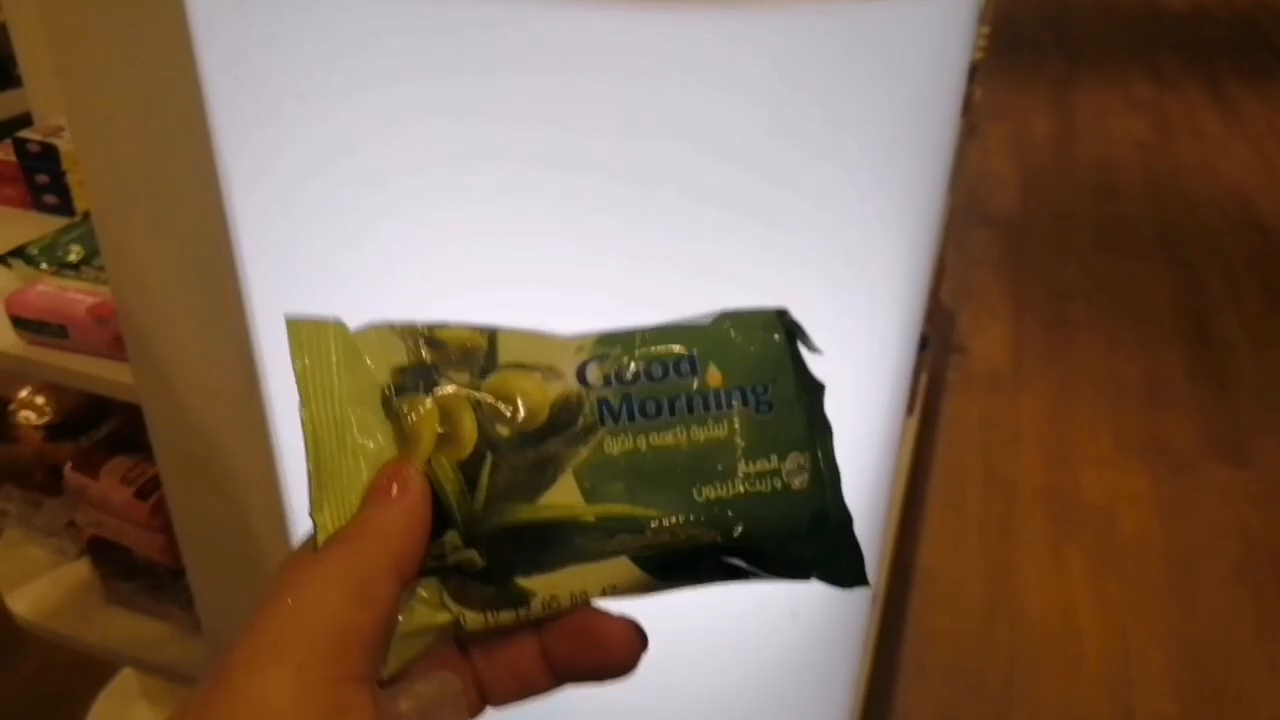 Good
Morning
لبشرة ناعمة و نضرة
الصبار
و زيت الزيتون